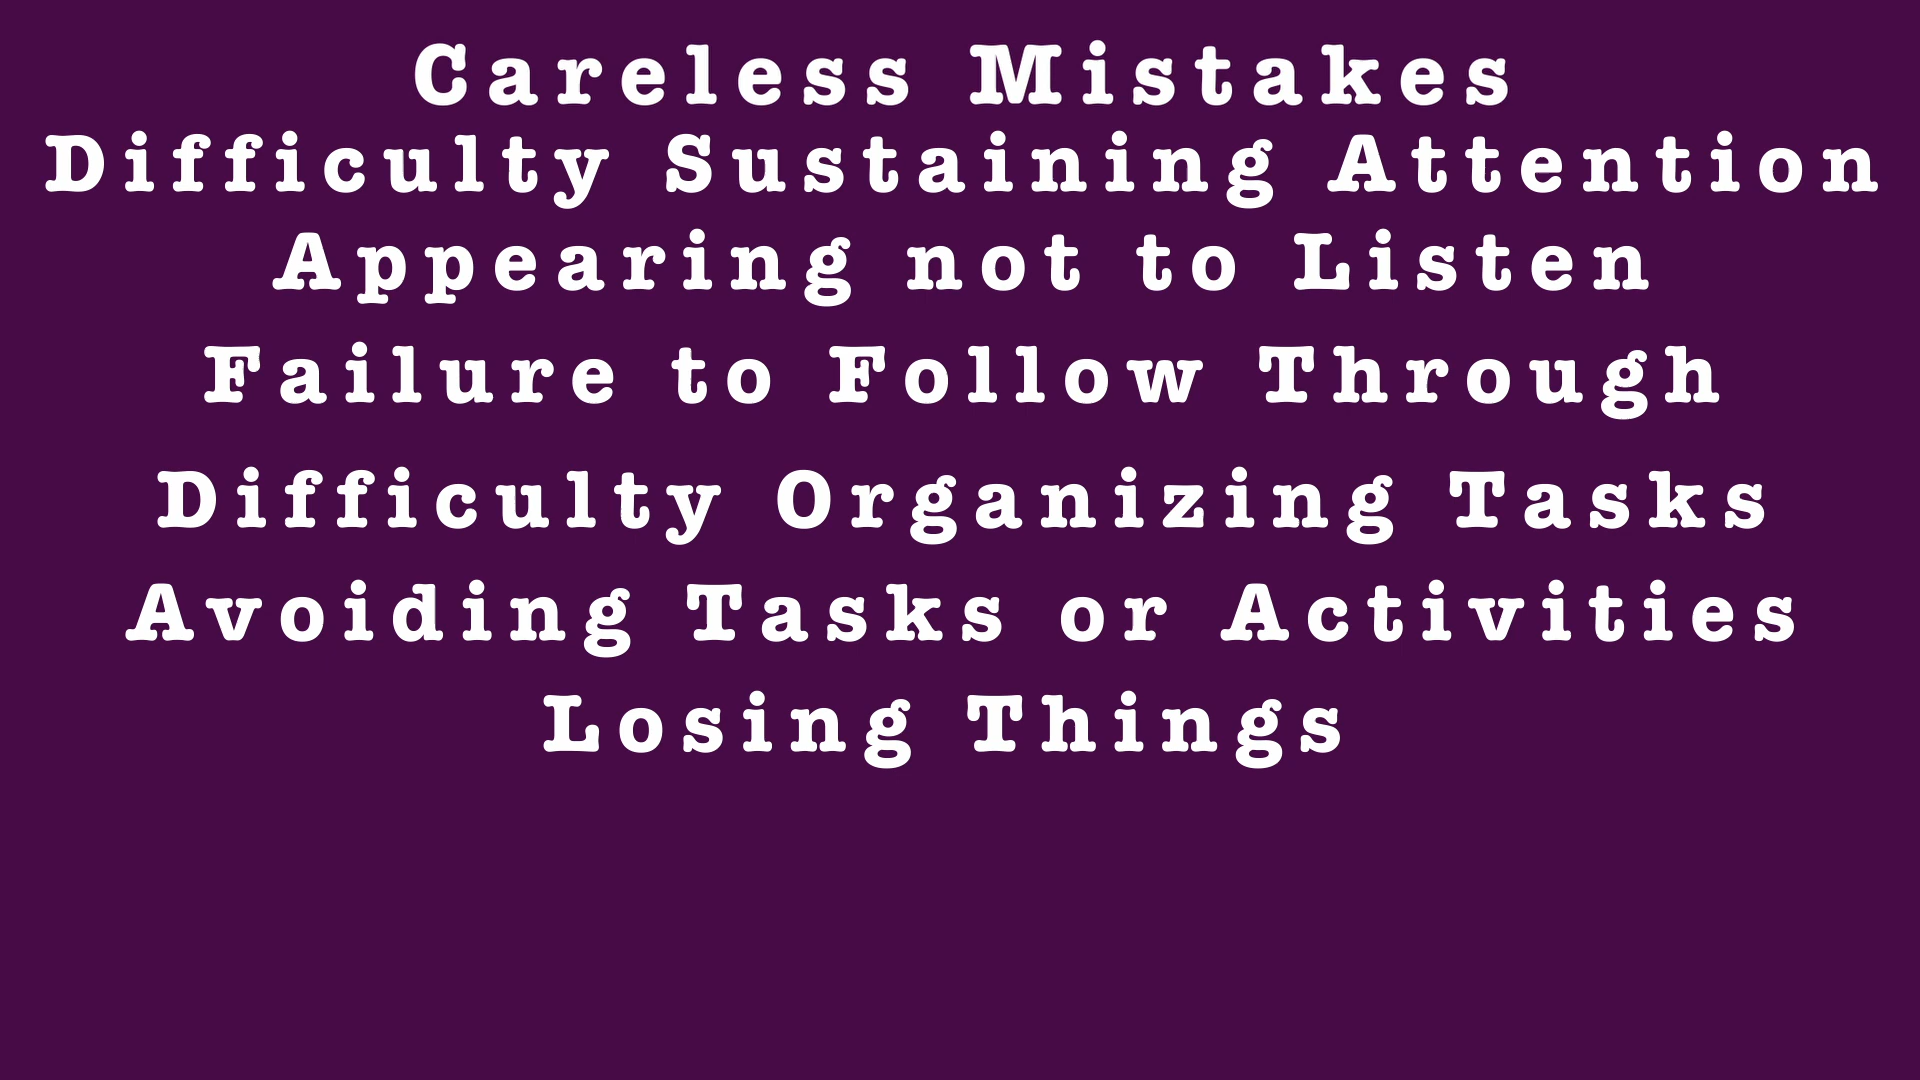 Careless Mistakes
Difficulty Sustaining Attention
Appearing not to Listen
Failure to Follow Through
Difficulty Organizing Tasks
Avoiding Tasks or Activities
Losing Things